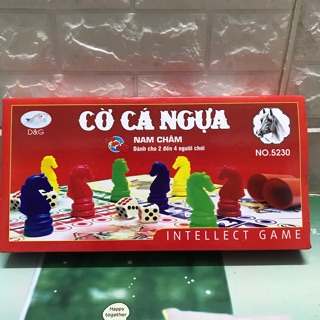 D&G
CỜ CÁ NGỰA
NAM CHÂM
Dành cho 2 đến 4 người chơi
NO.5230
INTELLECT GAME
Happy
together